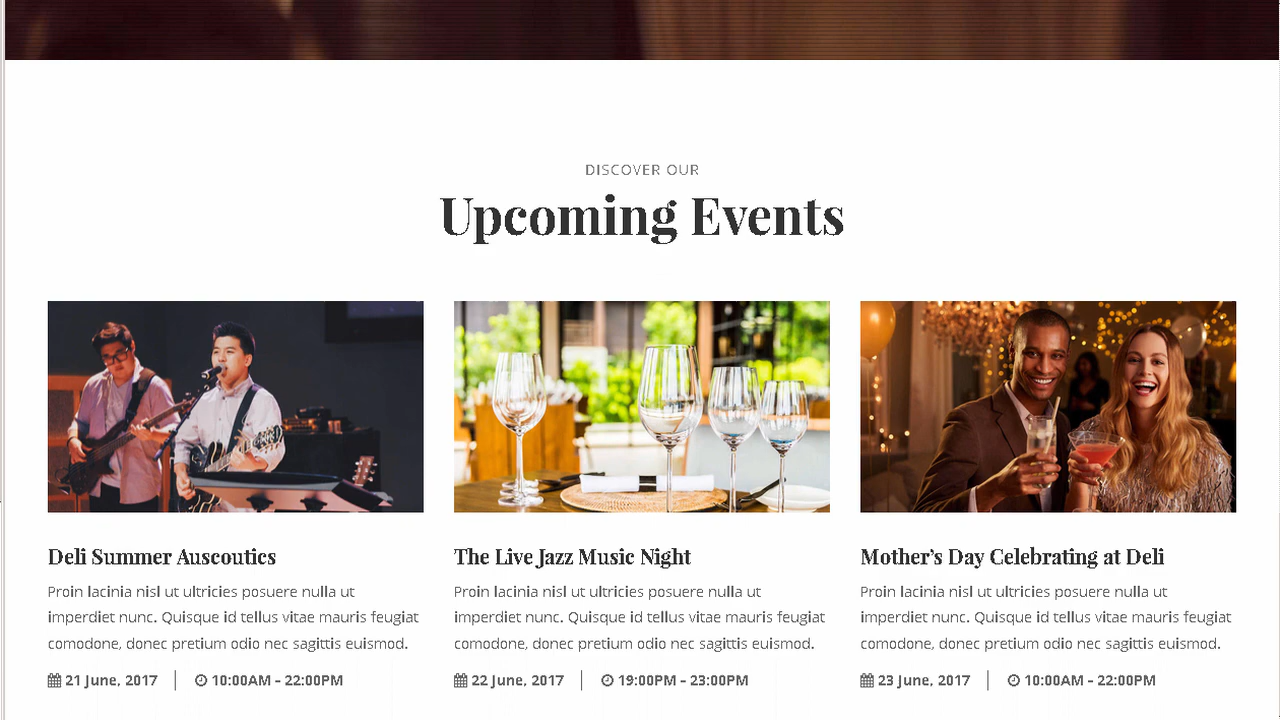 DISCOVER OUR
Upcoming Events
Deli Summer Auscoutics
Proin lacinia nisl ut ultricies posuere nulla ut
imperdiet nunc. Quisque id tellus vitae mauris feugiat
comodone, donec pretium odio nec sagittis euismod.
21 June, 2017 | 10:00AM – 22:00PM
The Live Jazz Music Night
Proin lacinia nisl ut ultricies posuere nulla ut
imperdiet nunc. Quisque id tellus vitae mauris feugiat
comodone, donec pretium odio nec sagittis euismod.
22 June, 2017 | 19:00PM – 23:00PM
Mother’s Day Celebrating at Deli
Proin lacinia nisl ut ultricies posuere nulla ut
imperdiet nunc. Quisque id tellus vitae mauris feugiat
comodone, donec pretium odio nec sagittis euismod.
23 June, 2017 | 10:00AM – 22:00PM